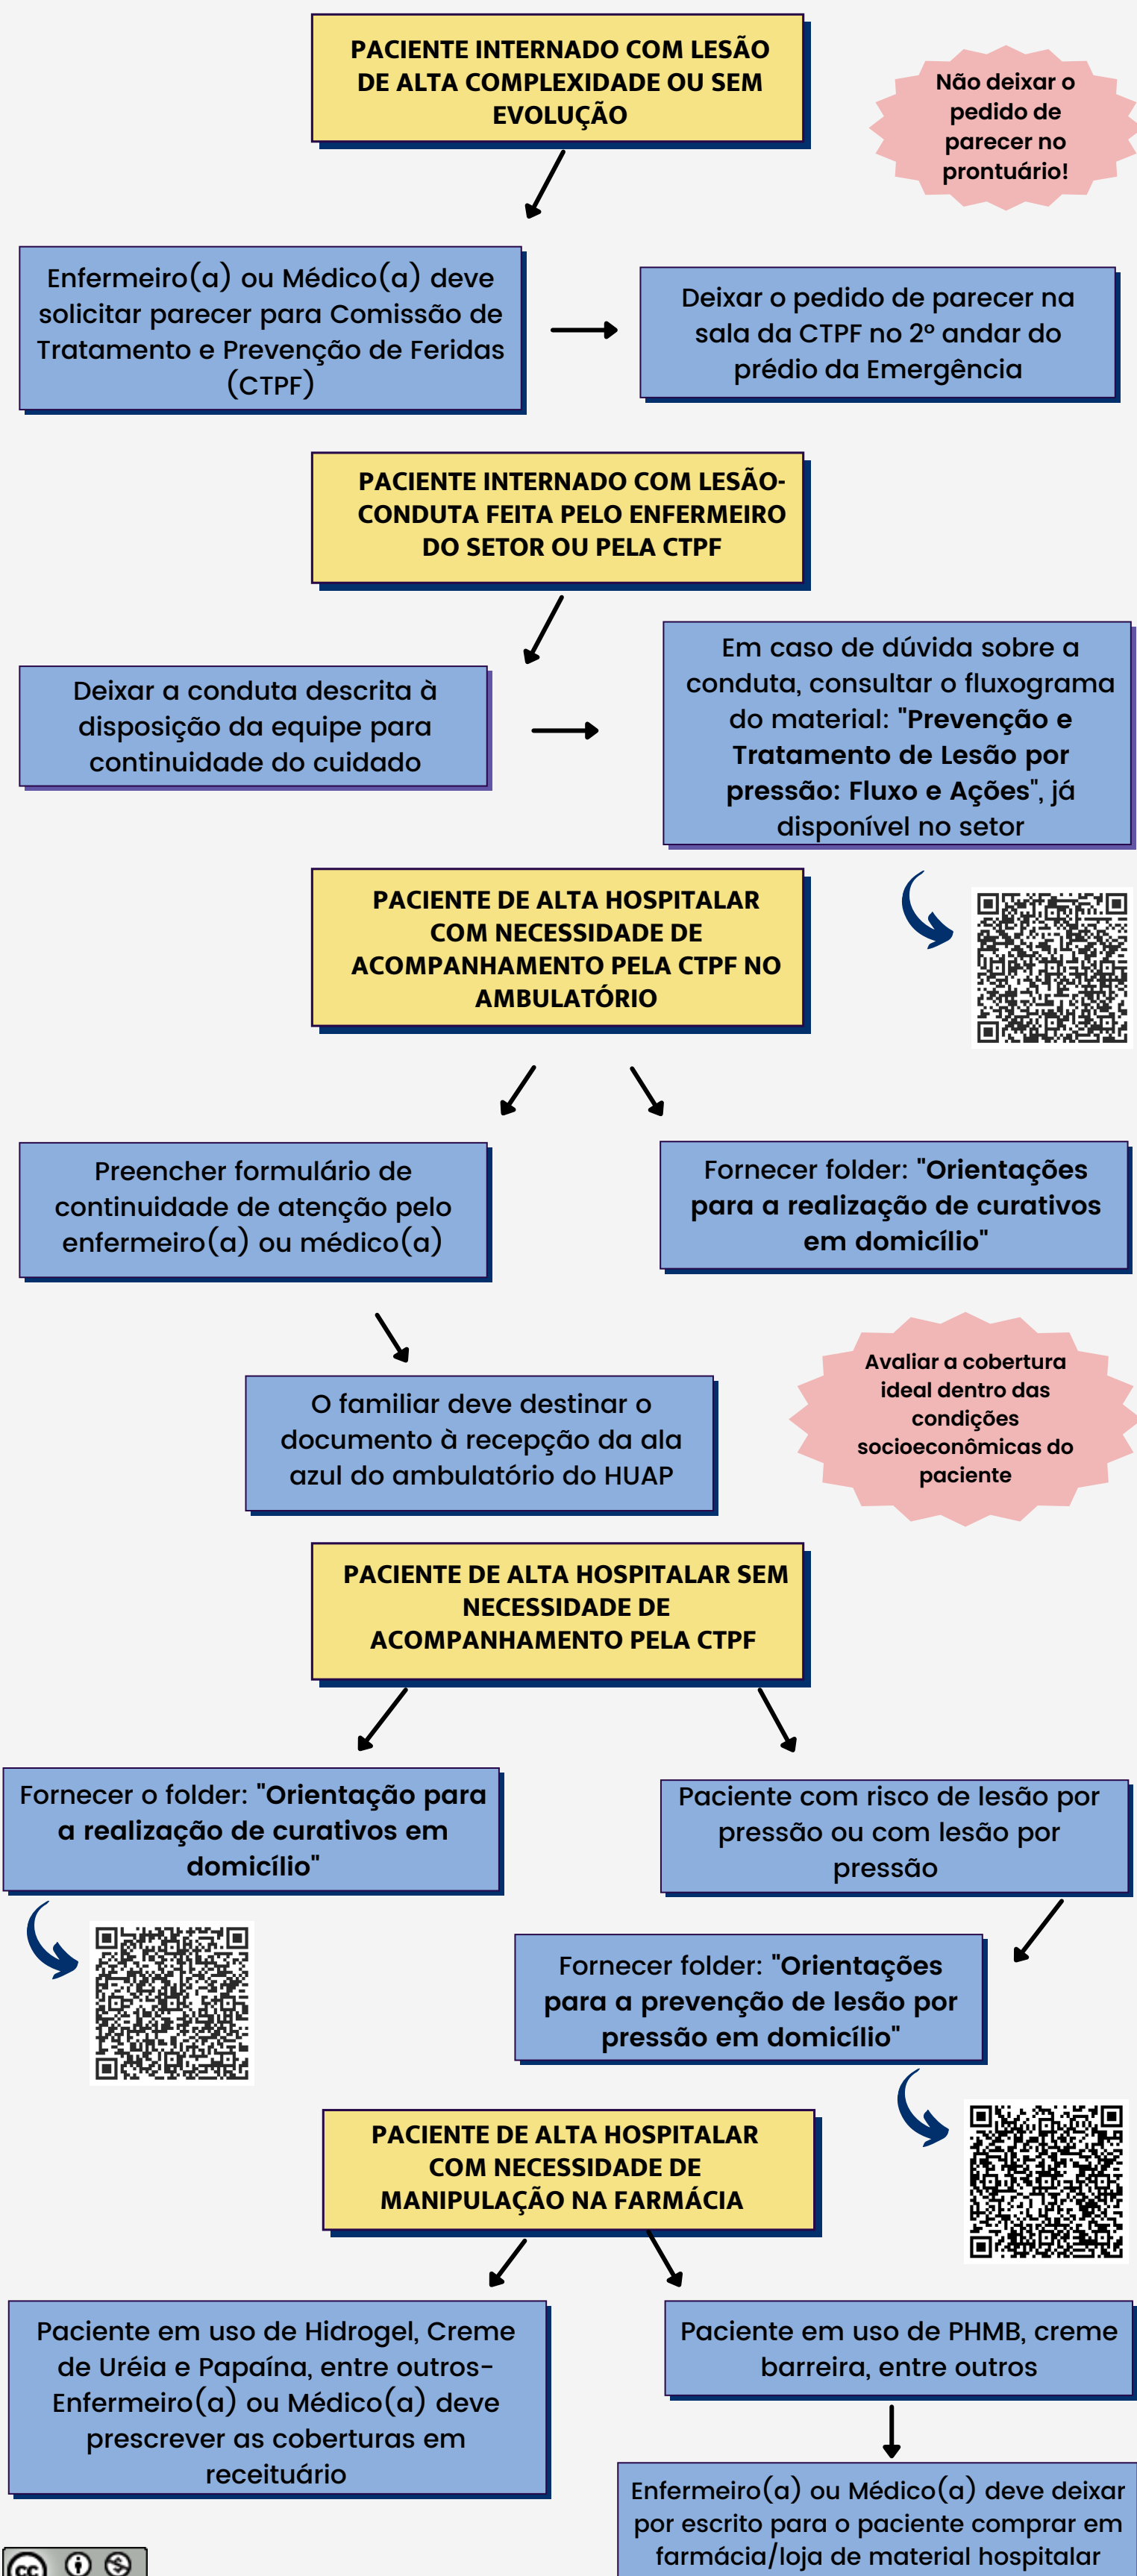 PACIENTE INTERNADO COM LESÃO
DE ALTA COMPLEXIDADE OU SEM
EVOLUÇÃO
Não deixar o
pedido de
parecer no
prontuário!
Enfermeiro(a) ou Médico(a) deve
solicitar parecer para Comissão de
Tratamento e Prevenção de Feridas
(CTPF)
Deixar o pedido de parecer na
sala da CTPF no 2º andar do
prédio da Emergência
PACIENTE INTERNADO COM LESÃO-
CONDUTA FEITA PELO ENFERMEIRO
DO SETOR OU PELA CTPF
Deixar a conduta descrita à
disposição da equipe para
continuidade do cuidado
Em caso de dúvida sobre a
conduta, consultar o fluxograma
do material: "Prevenção e
Tratamento de Lesão por
pressão: Fluxo e Ações", já
disponível no setor
PACIENTE DE ALTA HOSPITALAR
COM NECESSIDADE DE
ACOMPANHAMENTO PELA CTPF NO
AMBULATÓRIO
Preencher formulário de
continuidade de atenção pelo
enfermeiro(a) ou médico(a)
Fornecer folder: "Orientações
para a realização de curativos
em domicílio"
O familiar deve destinar o
documento à recepção da ala
azul do ambulatório do HUAP
Avaliar a cobertura
ideal dentro das
condições
socioeconômicas do
paciente
PACIENTE DE ALTA HOSPITALAR SEM
NECESSIDADE DE
ACOMPANHAMENTO PELA CTPF
Fornecer o folder: "Orientação para
a realização de curativos em
domicílio"
Paciente com risco de lesão por
pressão ou com lesão por
pressão
Fornecer folder: "Orientações
para a prevenção de lesão por
pressão em domicílio"
PACIENTE DE ALTA HOSPITALAR
COM NECESSIDADE DE
MANIPULAÇÃO NA FARMÁCIA
Paciente em uso de Hidrogel, Creme
de Uréia e Papaína, entre outros-
Enfermeiro(a) ou Médico(a) deve
prescrever as coberturas em
receituário
Paciente em uso de PHMB, creme
barreira, entre outros
Enfermeiro(a) ou Médico(a) deve deixar
por escrito para o paciente comprar em
farmácia/loja de material hospitalar
cc